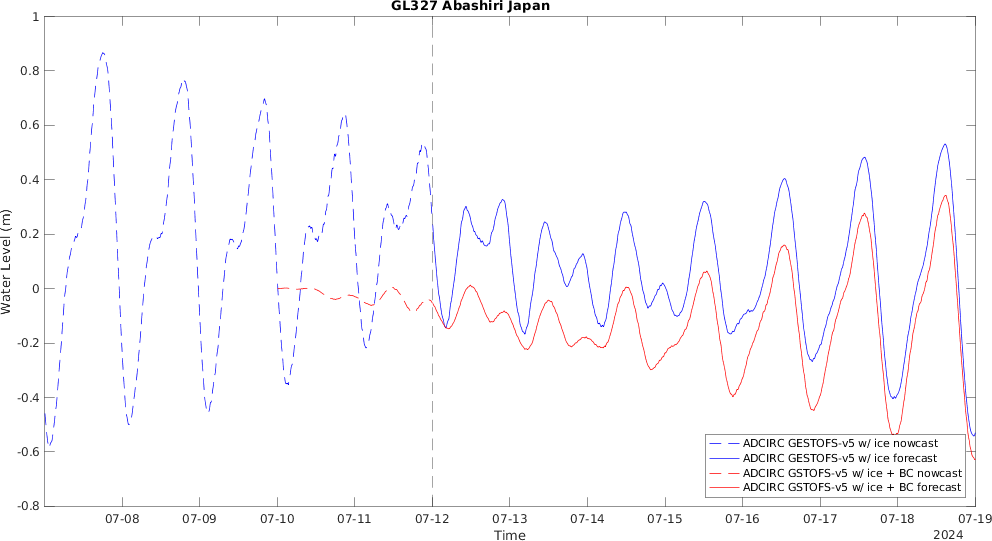 GL327 Abashiri Japan
1
0.8
0.6
0.4
0.2
0
-0.2
-0.4
-0.6
-0.8
Water Level (m)
ADCIRC GESTOFS-v5 w/ ice nowcast
ADCIRC GESTOFS-v5 w/ ice forecast
ADCIRC GSTOFS-v5 w/ ice + BC nowcast
ADCIRC GSTOFS-v5 w/ ice + BC forecast
07-08 07-09 07-10 07-11 07-12 07-13 07-14 07-15 07-16 07-17 07-18 07-19
Time
2024